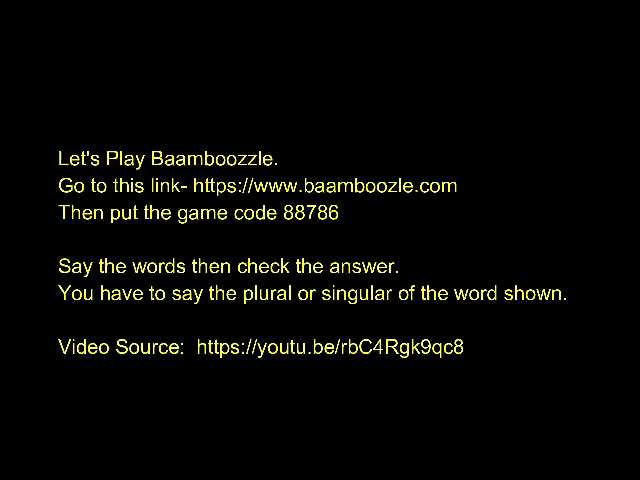 Let's Play Baamboozzle.
Go to this link- https://www.baamboozle.com
Then put the game code 88786
Say the words then check the answer.
You have to say the plural or singular of the word shown.
Video Source:  https://youtu.be/rbC4Rgk9qc8